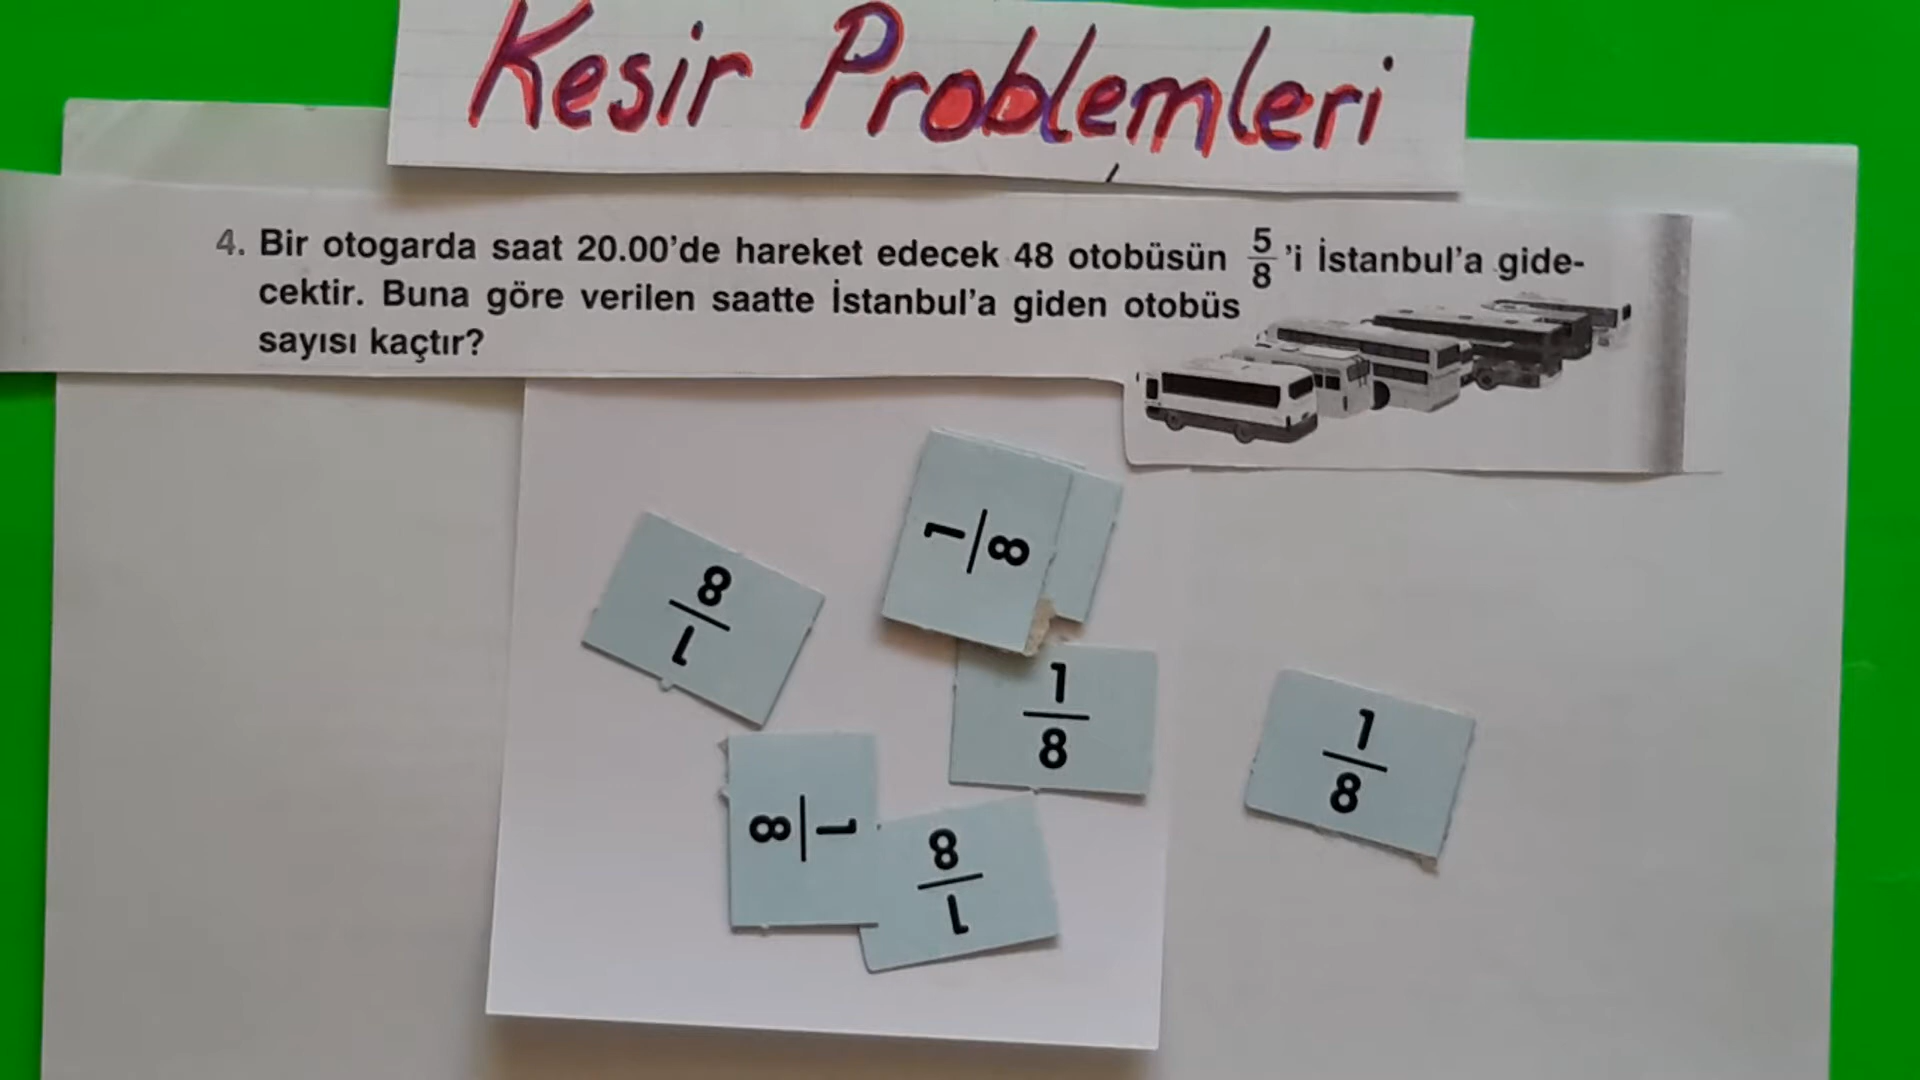 Kesir Problemleri
4. Bir otogarda saat 20.00'de hareket edecek 48 otobüsün 5/8 'i İstanbul'a gide-
cektir. Buna göre verilen saatte İstanbul'a giden otobüs
sayısı kaçtır?
1/8
1/8
1/8
1/8
1/8
1/8